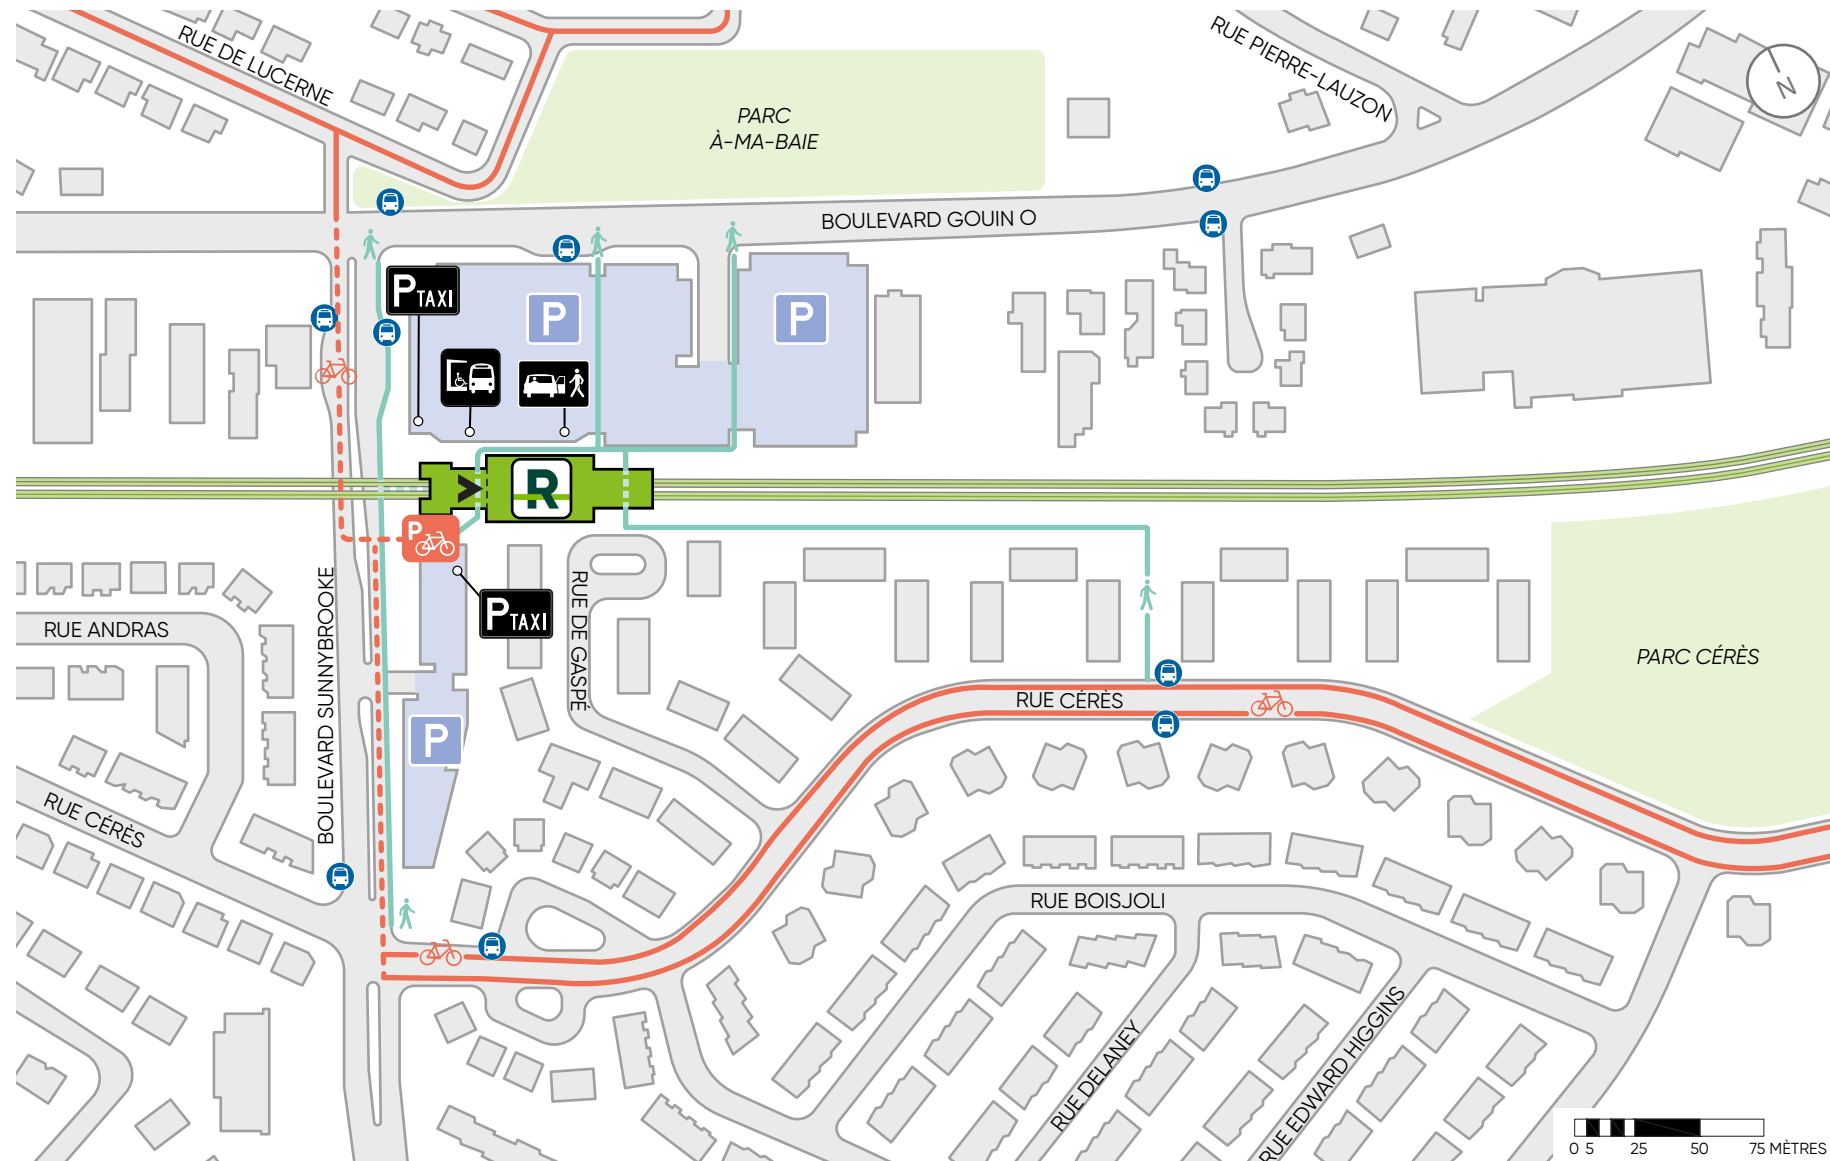 RUE DE LUCERNE
RUE PIERRE-LAUZON
N
PARC
À-MA-BAIE
BOULEVARD GOUIN O
P TAXI
P
P
R
P
P TAXI
RUE DE GASPÉ
BOULEVARD SUNNYBROOKE
RUE ANDRAS
PARC CÉRÈS
RUE CÉRÈS
P
RUE CÉRÈS
RUE BOISJOLI
RUE DELANEY
RUE EDWARD HIGGINS
0 5 25 50 75 MÈTRES